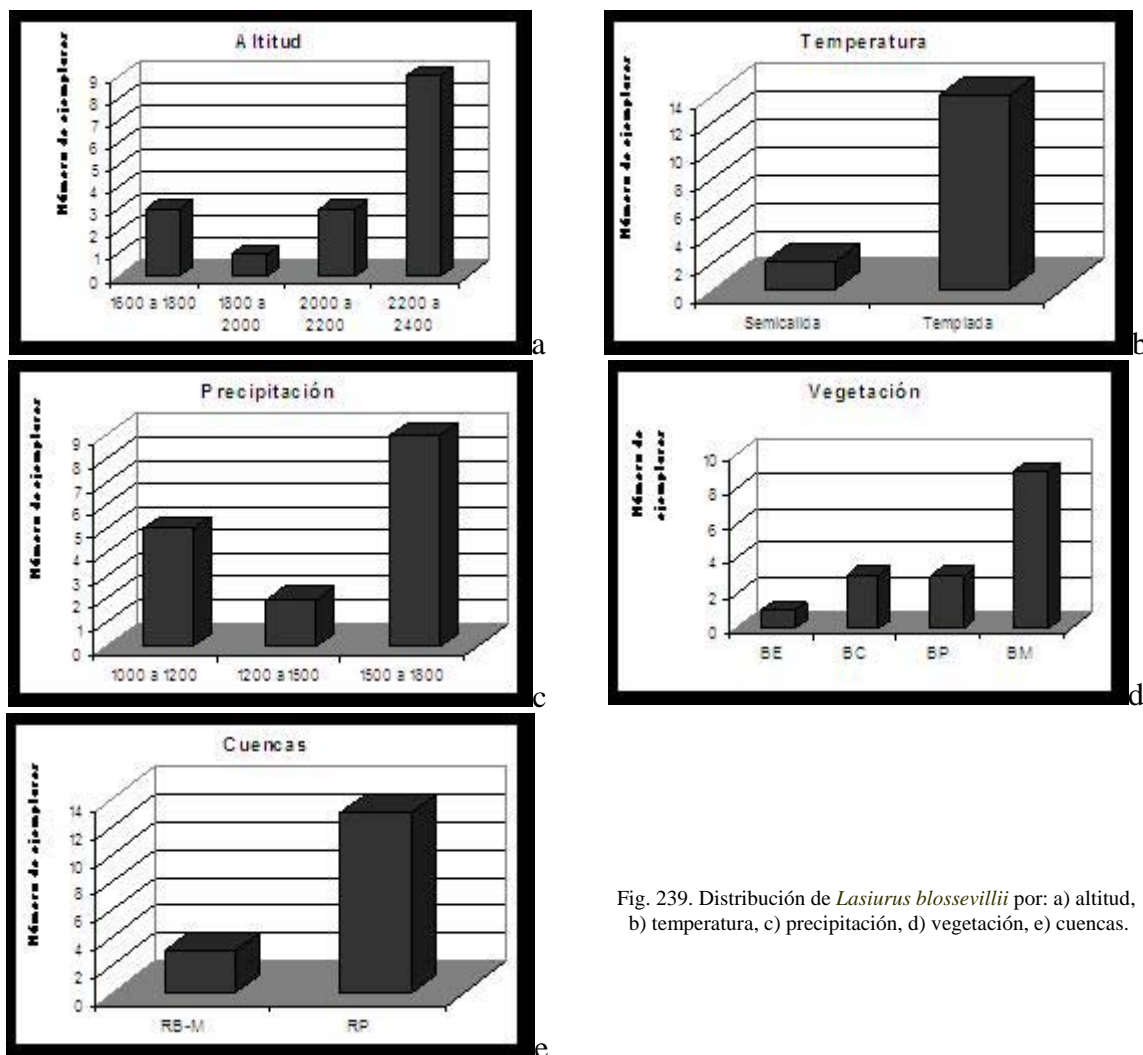 Altitud
Número de ejemplares
9
8
7
6
5
4
3
2
1
0
1600 a 1800
1800 a
2000
2000 a
2200
2200 a
2400
a
Temperatura
Número de ejemplares
14
12
10
8
6
4
2
0
Semicalida
Templada
b
Precipitación
Número de ejemplares
9
8
7
6
5
4
3
2
1
0
1000 a 1200
1200 a 1500
1500 a 1800
c
Vegetación
Número de
ejemplares
10
8
6
4
2
0
BE
BC
BP
BM
d
Cuencas
Número de ejemplares
14
12
10
8
6
4
2
0
RB-M
RP
e
Fig. 239. Distribución de Lasiurus blossevillii por: a) altitud,
b) temperatura, c) precipitación, d) vegetación, e) cuencas.